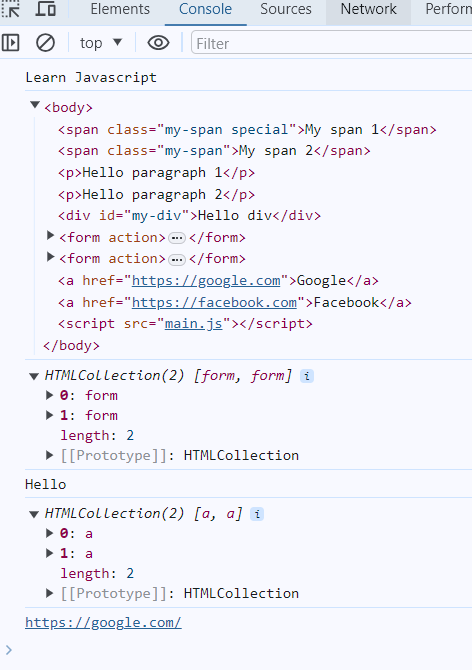 Elements Console Sources Network Perform
top Filter
Learn Javascript
<body>
<span class="my-span special">My span 1</span>
<span class="my-span">My span 2</span>
<p>Hello paragraph 1</p>
<p>Hello paragraph 2</p>
<div id="my-div">Hello div</div>
<form action>…</form>
<form action>…</form>
<a href="https://google.com">Google</a>
<a href="https://facebook.com">Facebook</a>
<script src="main.js"></script>
</body>
HTMLCollection(2) [form, form] i
0: form
1: form
length: 2
[[Prototype]]: HTMLCollection
Hello
HTMLCollection(2) [a, a] i
0: a
1: a
length: 2
[[Prototype]]: HTMLCollection
https://google.com/